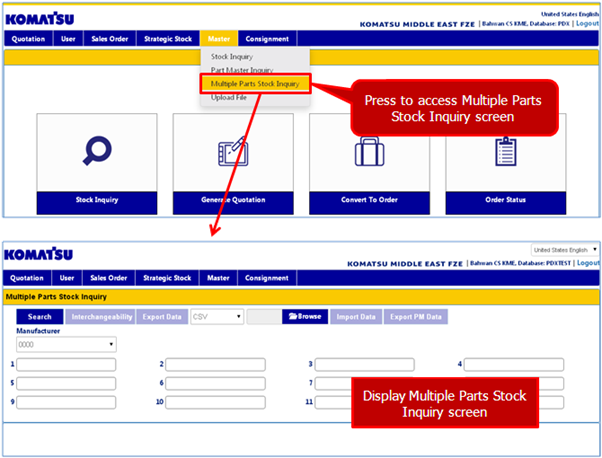 KOMATSU
United States English
KOMATSU MIDDLE EAST FZE | Bahwan CS KME, Database: PDX | Logout
Quotation User Sales Order Strategic Stock Master Consignment
Stock Inquiry
Part Master Inquiry
Multiple Parts Stock Inquiry
Upload File
Press to access Multiple Parts
Stock Inquiry screen
Stock Inquiry Generate Quotation Convert To Order Order Status
KOMATSU
United States English
KOMATSU MIDDLE EAST FZE | Bahwan CS KME, Database: PDXTEST | Logout
Quotation User Sales Order Strategic Stock Master Consignment
Multiple Parts Stock Inquiry
Search Interchangeability Export Data CSV Browse Import Data Export PM Data
Manufacturer
0000
1 2 3 4
5 6 7
9 10 11
Display Multiple Parts Stock
Inquiry screen